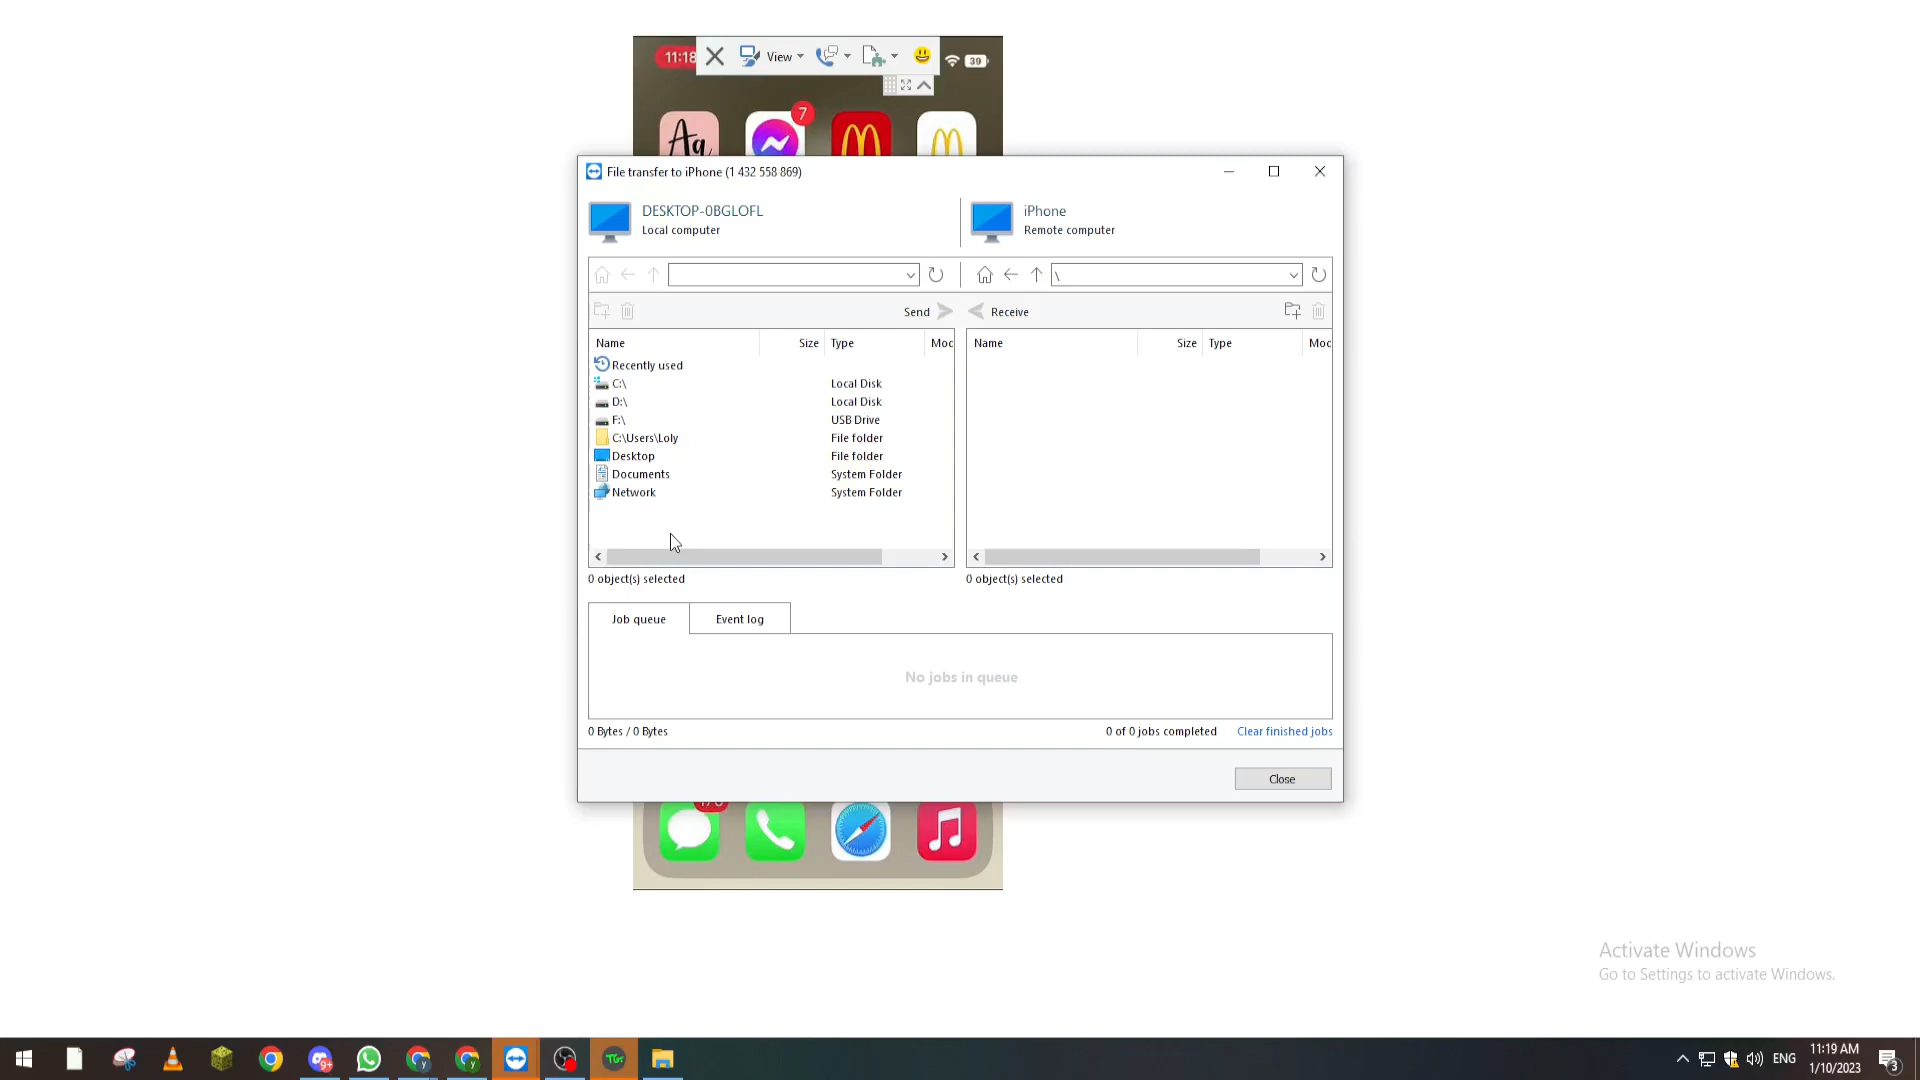 11:18
View
39
Aa
7
File transfer to iPhone (1 432 558 869)
DESKTOP-0BGLOFL
Local computer
iPhone
Remote computer
\
Send
Receive
Name Size Type Moc
Name Size Type Moc
Recently used
C:\ Local Disk
D:\ Local Disk
F:\ USB Drive
C:\Users\Loly File folder
Desktop File folder
Documents System Folder
Network System Folder
0 object(s) selected
0 object(s) selected
Job queue
Event log
No jobs in queue
0 Bytes / 0 Bytes
0 of 0 jobs completed
Clear finished jobs
Close
Activate Windows
Go to Settings to activate Windows.
9+
TGF
ENG
11:19 AM
1/10/2023
3